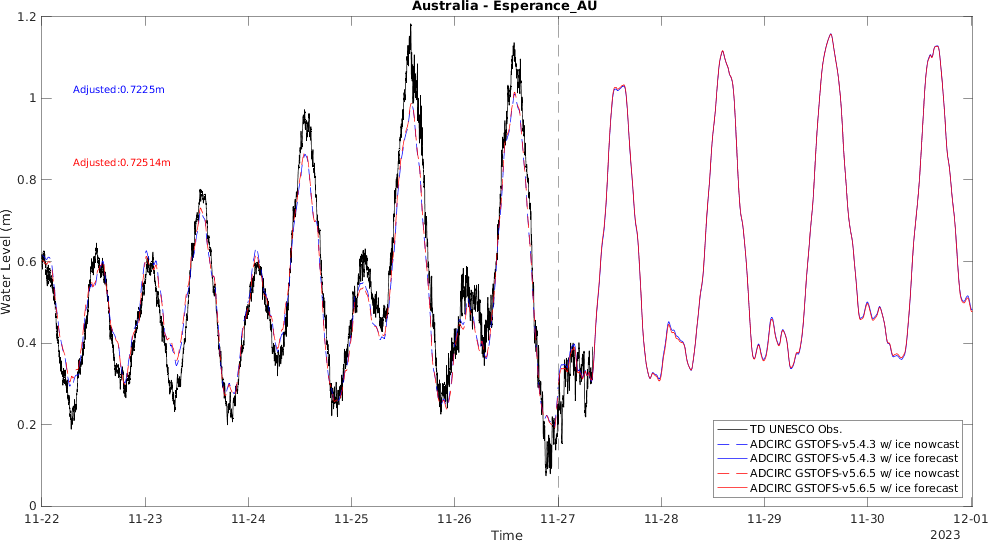 Australia - Esperance_AU
1.2
1
0.8
0.6
0.4
0.2
0
Water Level (m)
Adjusted:0.7225m
Adjusted:0.72514m
TD UNESCO Obs.
ADCIRC GSTOFS-v5.4.3 w/ ice nowcast
ADCIRC GSTOFS-v5.4.3 w/ ice forecast
ADCIRC GSTOFS-v5.6.5 w/ ice nowcast
ADCIRC GSTOFS-v5.6.5 w/ ice forecast
11-22 11-23 11-24 11-25 11-26 11-27 11-28 11-29 11-30 12-01
Time
2023